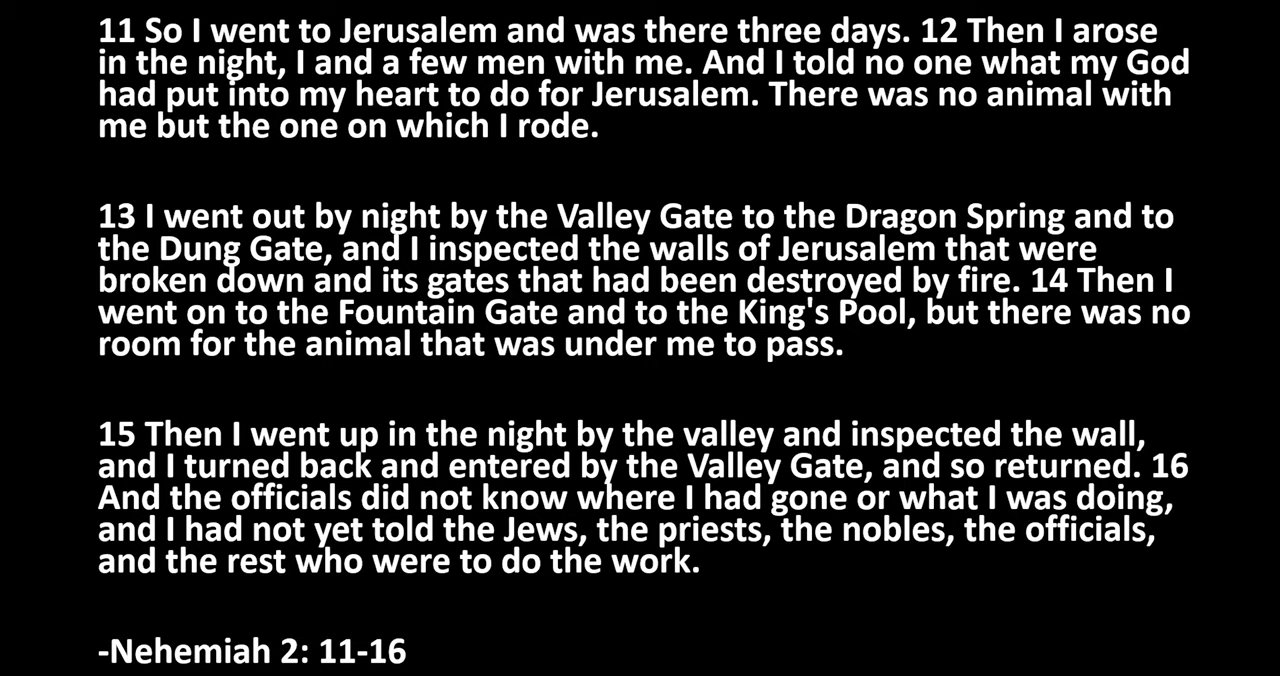 11 So I went to Jerusalem and was there three days. 12 Then I arose
in the night, I and a few men with me. And I told no one what my God
had put into my heart to do for Jerusalem. There was no animal with
me but the one on which I rode.
13 I went out by night by the Valley Gate to the Dragon Spring and to
the Dung Gate, and I inspected the walls of Jerusalem that were
broken down and its gates that had been destroyed by fire. 14 Then I
went on to the Fountain Gate and to the King's Pool, but there was no
room for the animal that was under me to pass.
15 Then I went up in the night by the valley and inspected the wall,
and I turned back and entered by the Valley Gate, and so returned. 16
And the officials did not know where I had gone or what I was doing,
and I had not yet told the Jews, the priests, the nobles, the officials,
and the rest who were to do the work.
-Nehemiah 2: 11-16